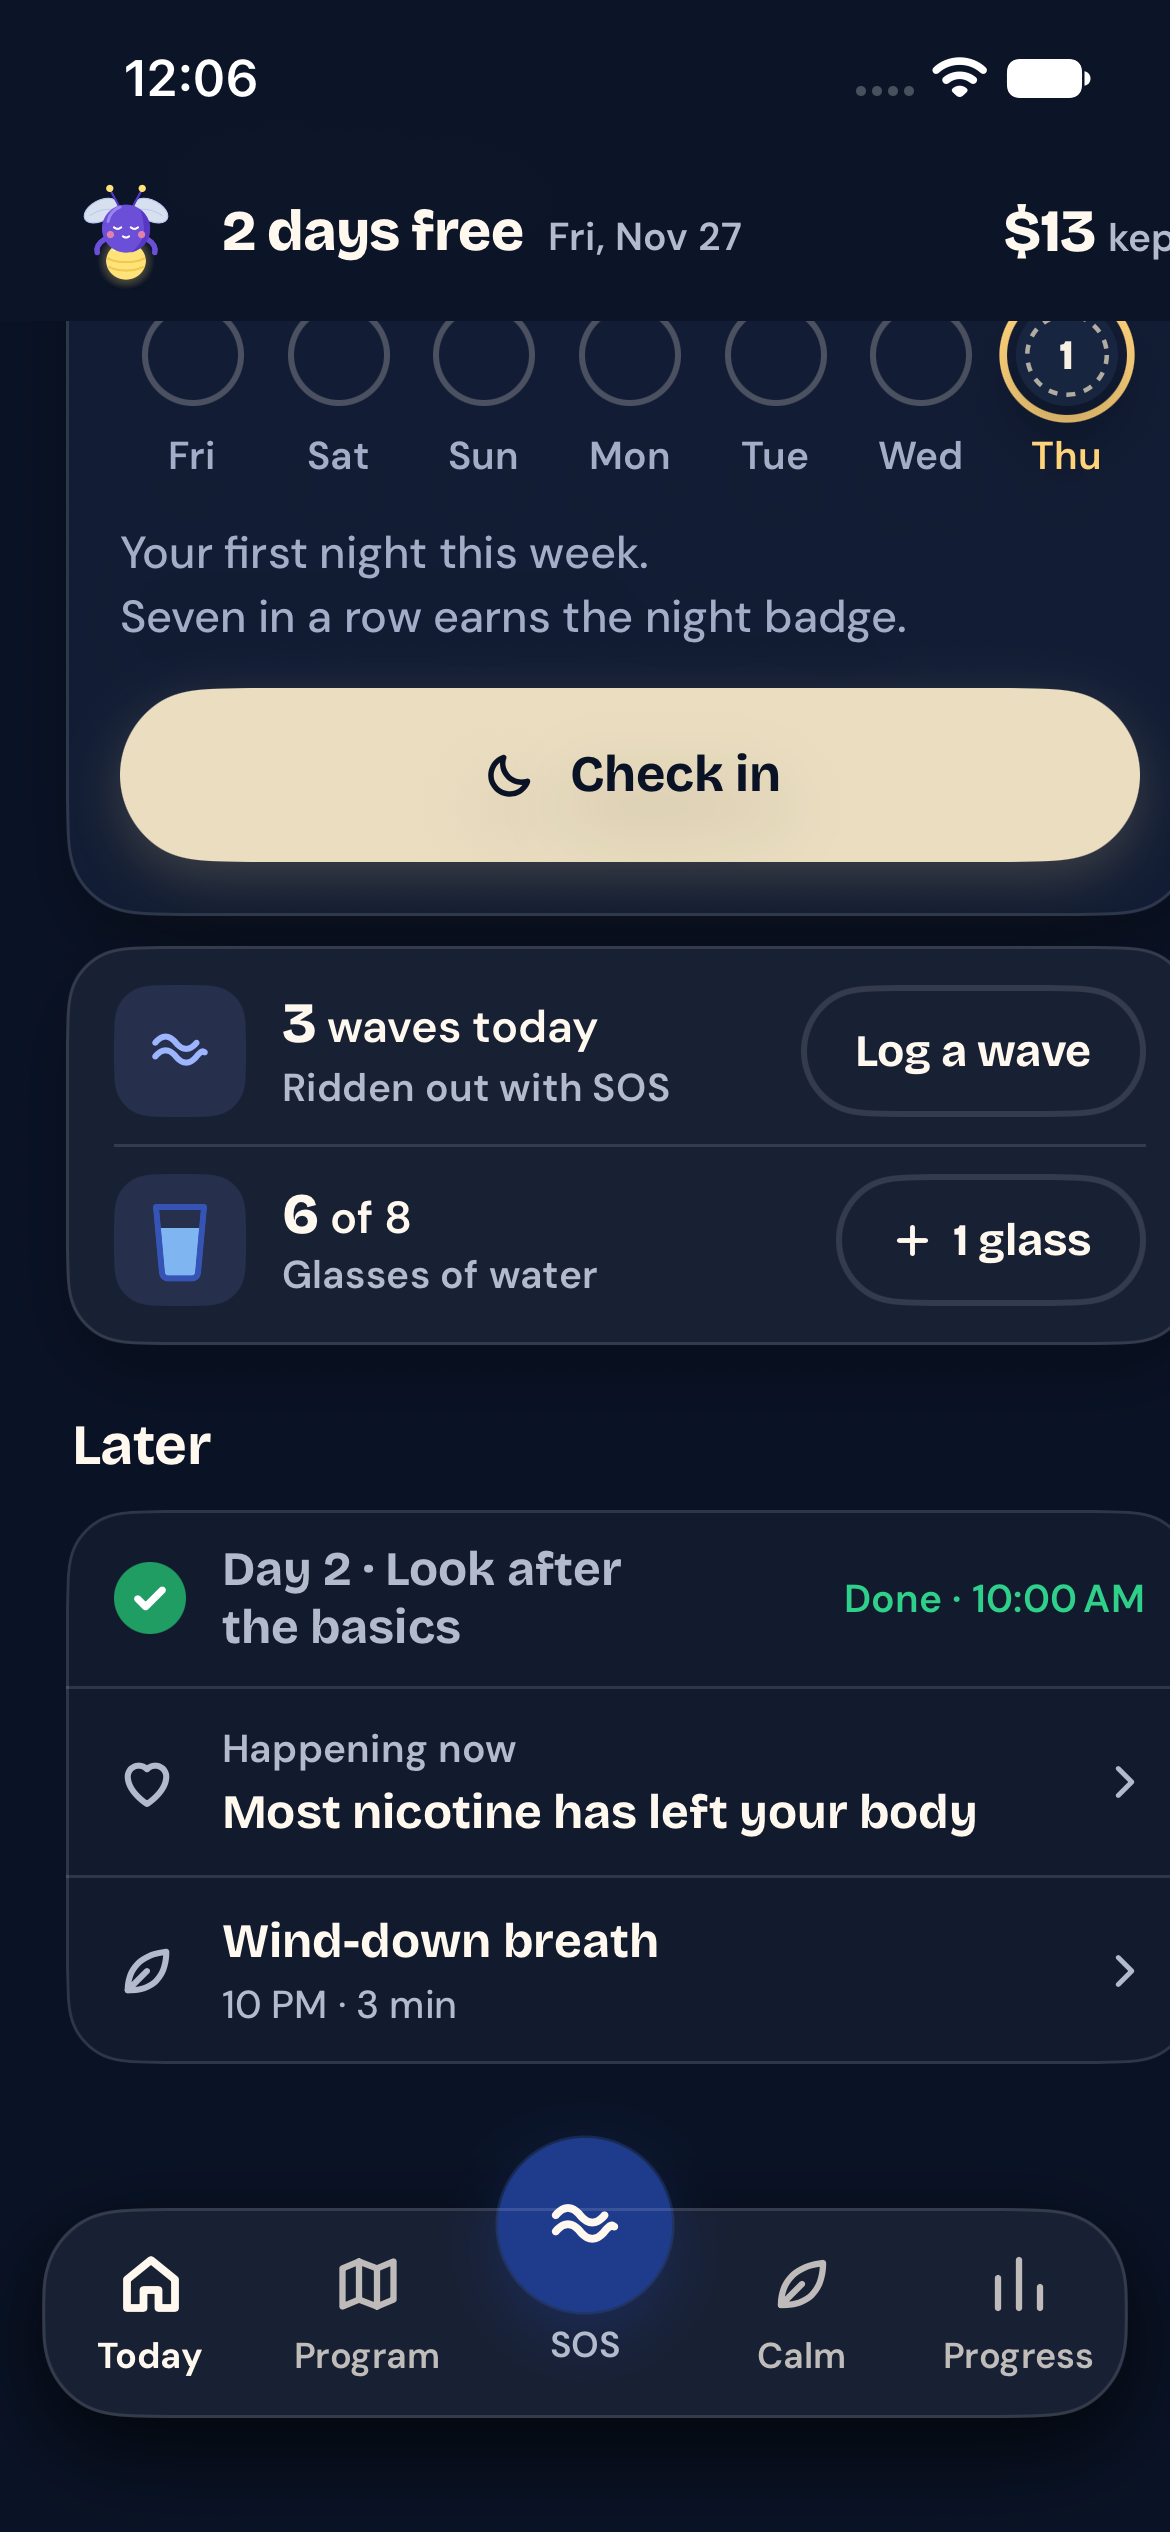 12:06
2 days free Fri, Nov 27
$13 kep
1
Fri Sat Sun Mon Tue Wed Thu
Your first night this week.
Seven in a row earns the night badge.
Check in
3 waves today
Ridden out with SOS
Log a wave
6 of 8
Glasses of water
+ 1 glass
Later
Day 2 · Look after
the basics
Done · 10:00 AM
Happening now
Most nicotine has left your body
Wind-down breath
10 PM · 3 min
Today Program SOS Calm Progress